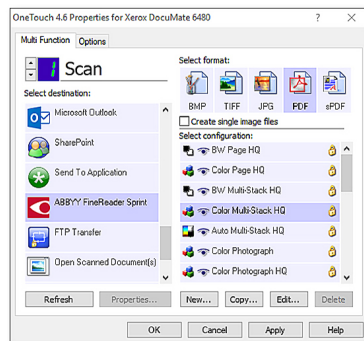 OneTouch 4.6 Properties for Xerox DocuMate 6480
Multi Function Options
1 Scan
Select destination:
Microsoft Outlook
SharePoint
Send To Application
ABBYY FineReader Sprint
FTP Transfer
Open Scanned Document(s)
Refresh Properties...
Select format:
BMP TIFF JPG PDF sPDF
Create single image files
Select configuration:
BW Page HQ
Color Page HQ
BW Multi-Stack HQ
Color Multi-Stack HQ
Auto Multi-Stack HQ
Color Photograph
Color Photograph HQ
New... Copy... Edit... Delete
OK Cancel Apply Help